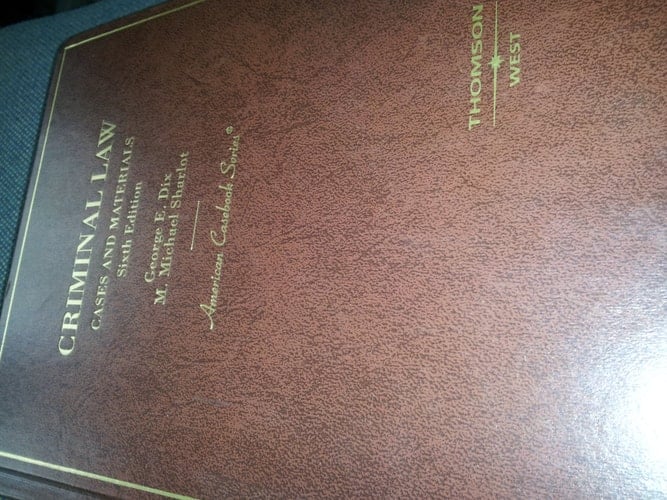 CRIMINAL LAW
CASES AND MATERIALS
Sixth Edition
George E. Dix
M. Michael Sharlot
American Casebook Series®
THOMSON
WEST